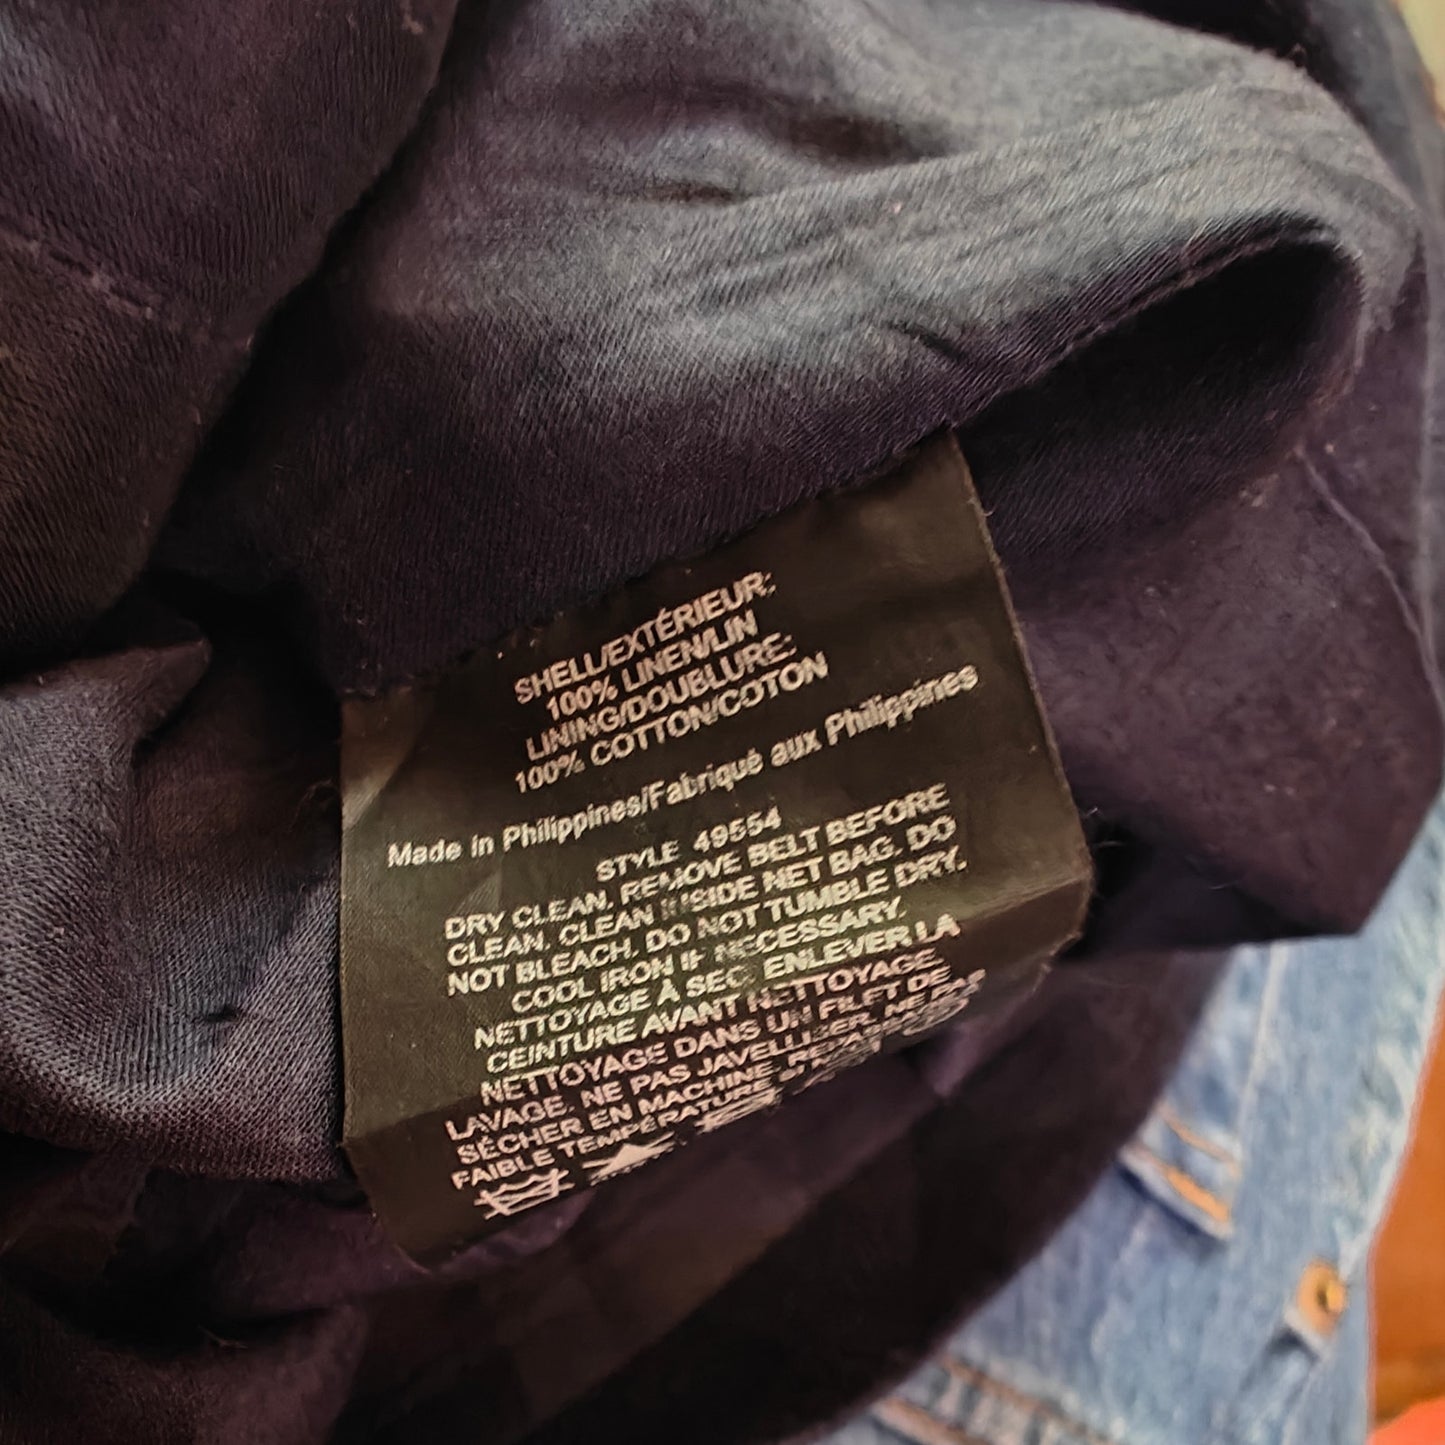 SHELL/EXTÉRIEUR:
100% LINEN/LIN
LINING/DOUBLURE:
100% COTTON/COTON
Made in Philippines/Fabriqué aux Philippines
STYLE 49554
DRY CLEAN. REMOVE BELT BEFORE
CLEAN. CLEAN INSIDE NET BAG. DO
NOT BLEACH. DO NOT TUMBLE DRY.
COOL IRON IF NECESSARY.
NETTOYAGE À SEC. ENLEVER LA
CEINTURE AVANT NETTOYAGE.
NETTOYAGE DANS UN FILET DE
LAVAGE. NE PAS JAVELLISER. NE PAS
SÉCHER EN MACHINE.
FAIBLE TEMPÉRATURE